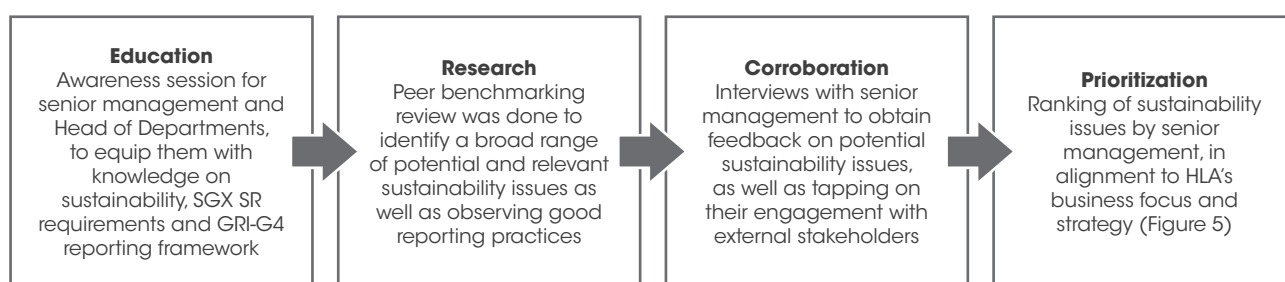 Education
Awareness session for
senior management and
Head of Departments,
to equip them with
knowledge on
sustainability, SGX SR
requirements and GRI-G4
reporting framework
Research
Peer benchmarking
review was done to
identify a broad range
of potential and relevant
sustainability issues as
well as observing good
reporting practices
Corroboration
Interviews with senior
management to obtain
feedback on potential
sustainability issues,
as well as tapping on
their engagement with
external stakeholders
Prioritization
Ranking of sustainability
issues by senior
management, in
alignment to HLA's
business focus and
strategy (Figure 5)